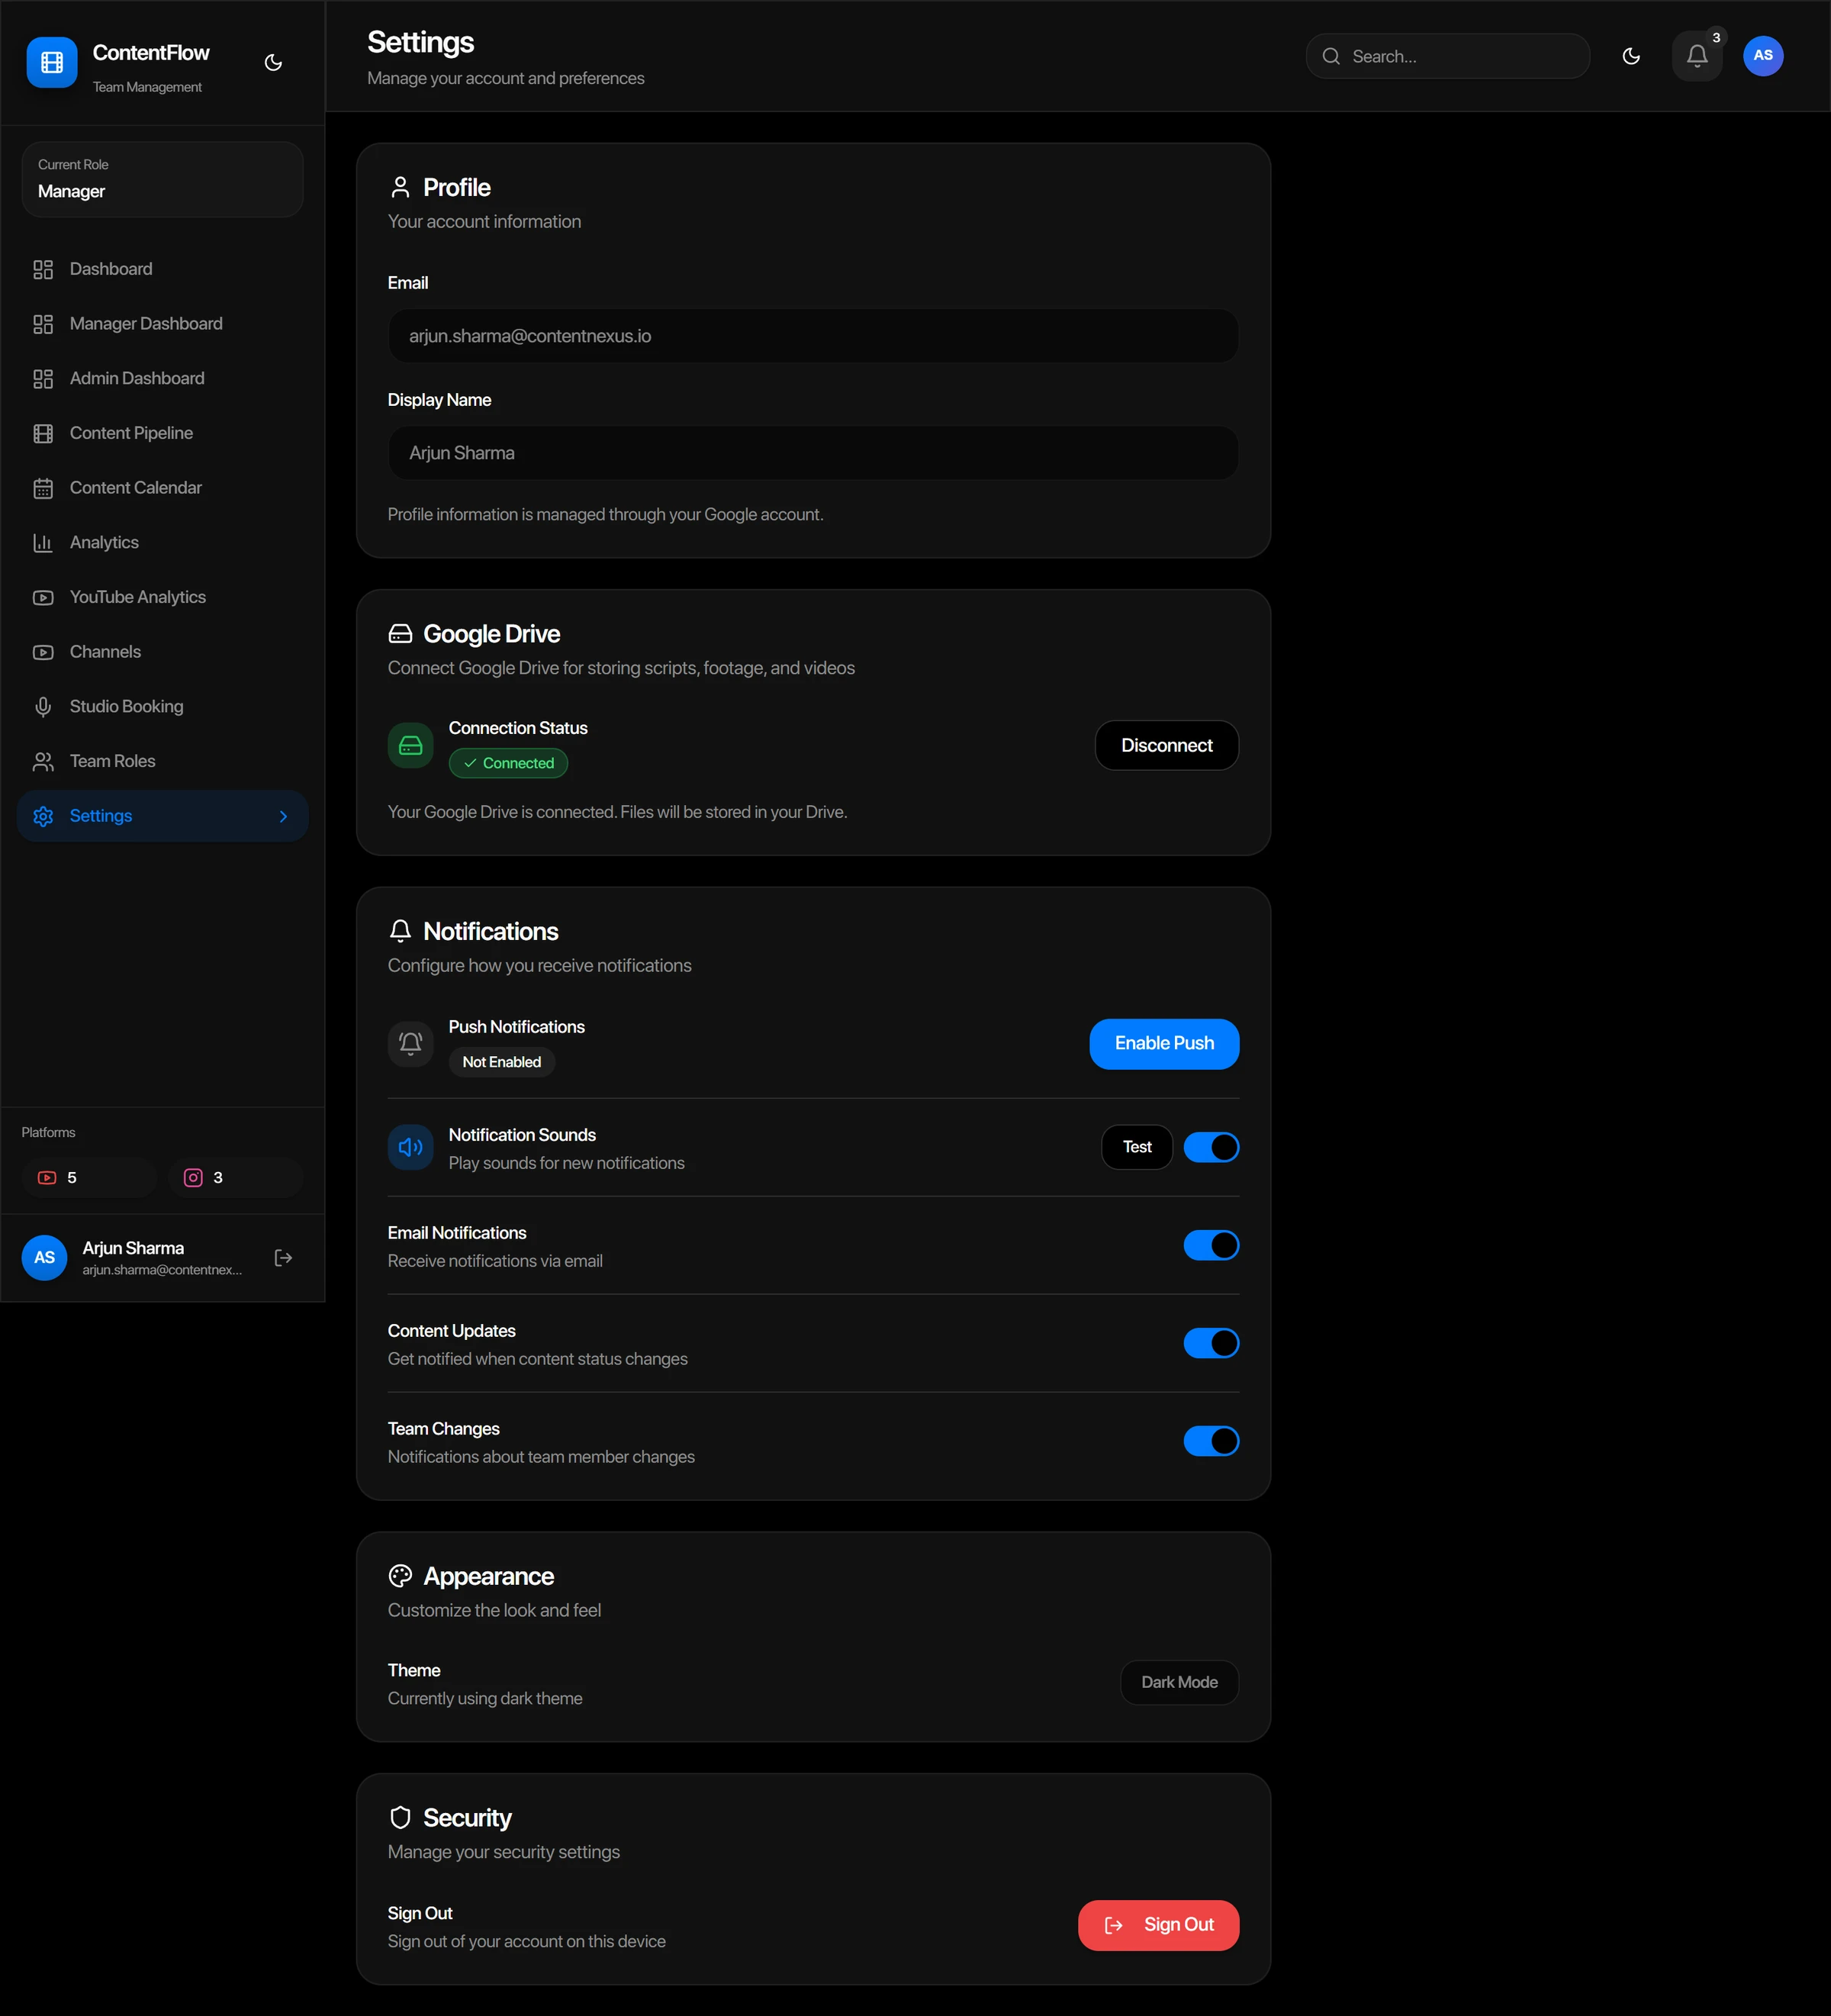 ContentFlow
Team Management
Current Role
Manager
Dashboard
Manager Dashboard
Admin Dashboard
Content Pipeline
Content Calendar
Analytics
YouTube Analytics
Channels
Studio Booking
Team Roles
Settings
Platforms
5
3
AS
Arjun Sharma
arjun.sharma@contentnex...
Settings
Manage your account and preferences
Search...
3
AS
Profile
Your account information
Email
arjun.sharma@contentnexus.io
Display Name
Arjun Sharma
Profile information is managed through your Google account.
Google Drive
Connect Google Drive for storing scripts, footage, and videos
Connection Status
Connected
Disconnect
Your Google Drive is connected. Files will be stored in your Drive.
Notifications
Configure how you receive notifications
Push Notifications
Not Enabled
Enable Push
Notification Sounds
Play sounds for new notifications
Test
Email Notifications
Receive notifications via email
Content Updates
Get notified when content status changes
Team Changes
Notifications about team member changes
Appearance
Customize the look and feel
Theme
Currently using dark theme
Dark Mode
Security
Manage your security settings
Sign Out
Sign out of your account on this device
Sign Out